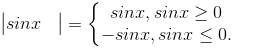 |sinx| = { sinx, sinx ≥ 0
−sinx, sinx ≤ 0.